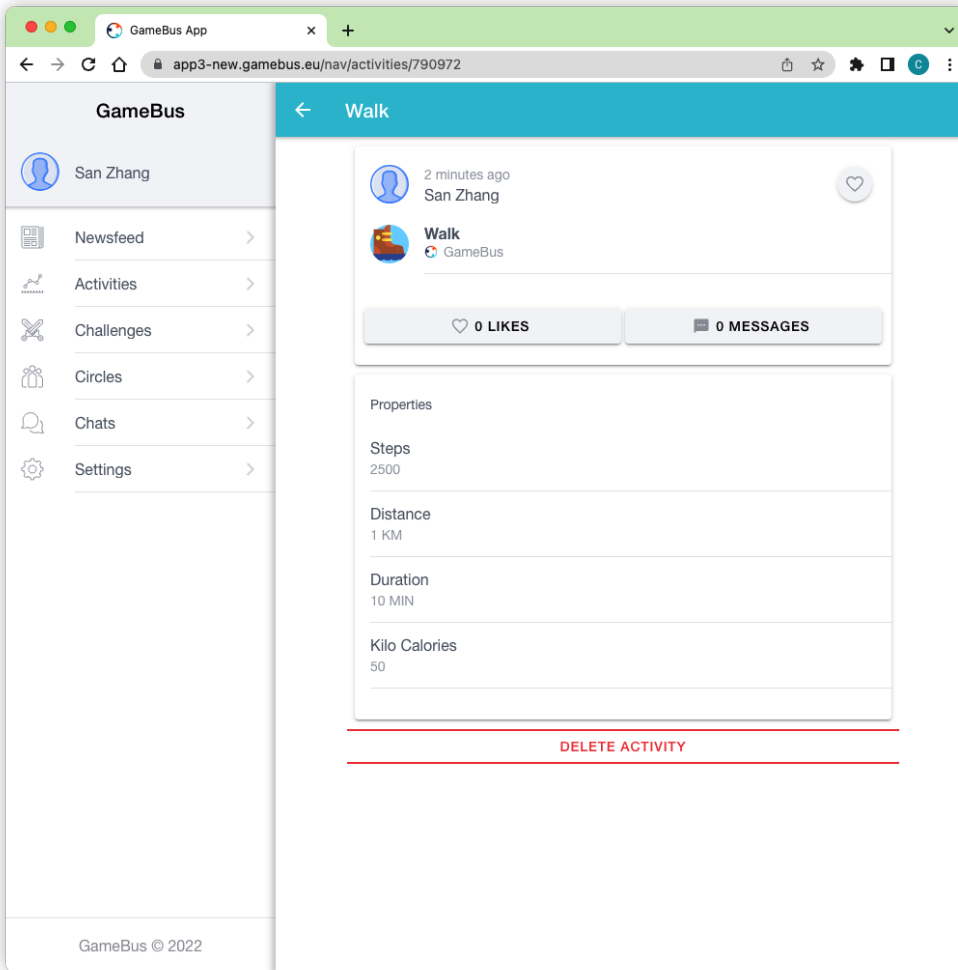 GameBus App
app3-new.gamebus.eu/nav/activities/790972
C
GameBus
San Zhang
Newsfeed
Activities
Challenges
Circles
Chats
Settings
GameBus © 2022
Walk
2 minutes ago
San Zhang
Walk
GameBus
0 LIKES
0 MESSAGES
Properties
Steps
2500
Distance
1 KM
Duration
10 MIN
Kilo Calories
50
DELETE ACTIVITY